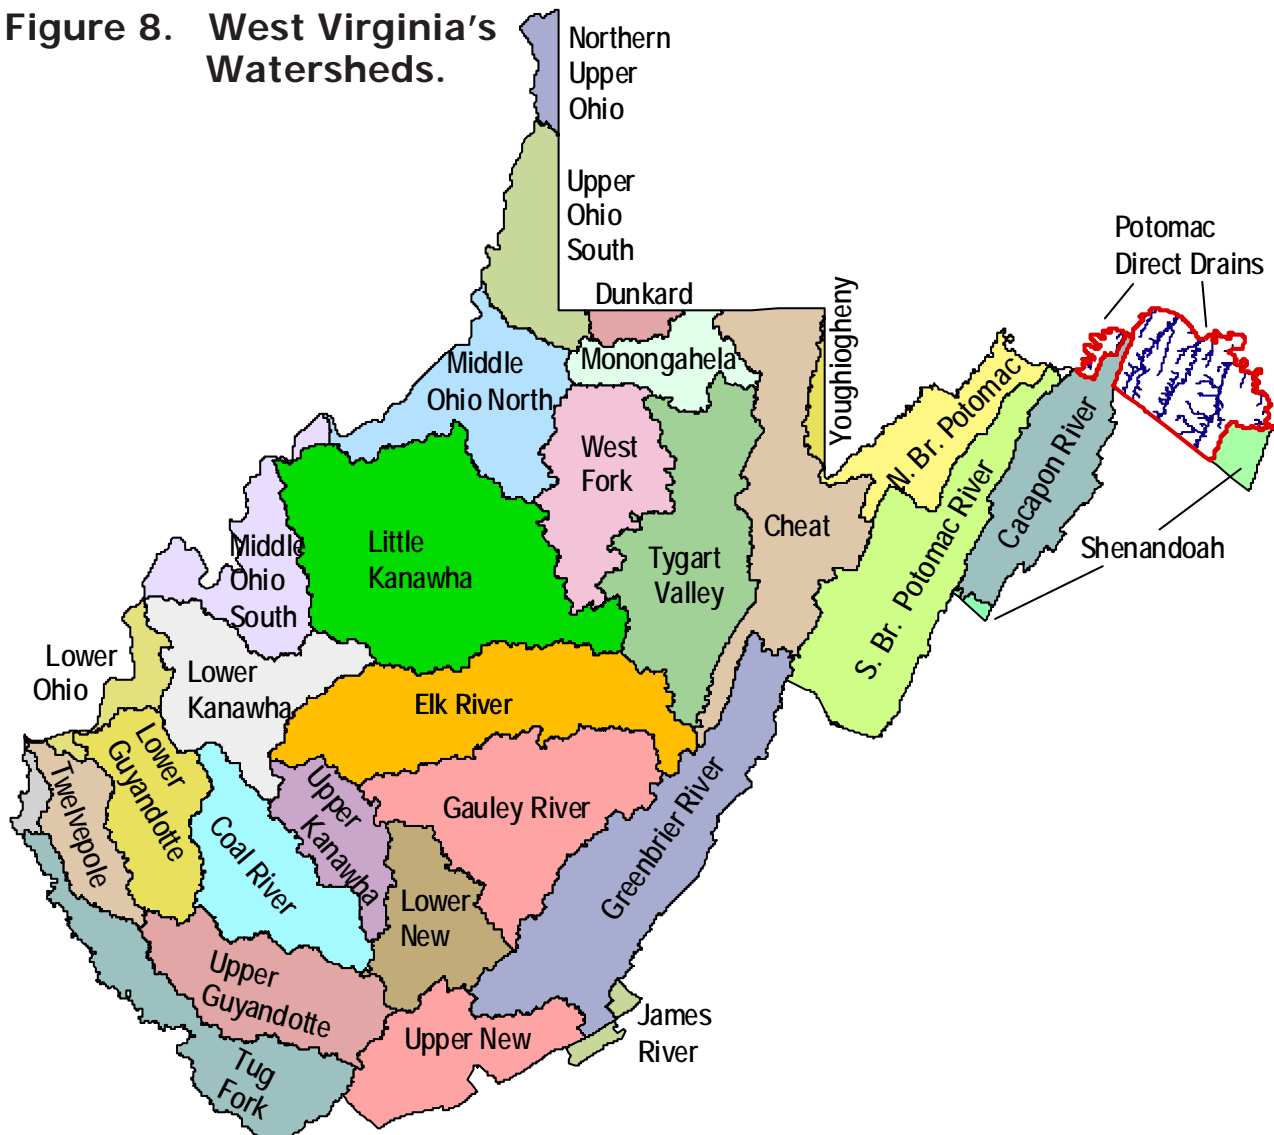 Figure 8. West Virginia's
Watersheds.
Northern
Upper
Ohio
Upper
Ohio
South
Potomac
Direct Drains
Dunkard
Youghiogheny
Monongahela
Middle
Ohio North
N. Br. Potomac
West
Fork
Cacapon River
S. Br. Potomac River
Cheat
Little
Kanawha
Middle
Ohio
South
Shenandoah
Tygart
Valley
Lower
Ohio
Lower
Kanawha
Elk River
Lower
Guyandotte
Twelvepole
Upper
Kanawha
Gauley River
Greenbrier River
Coal River
Lower
New
Upper
Guyandotte
James
River
Upper New
Tug
Fork